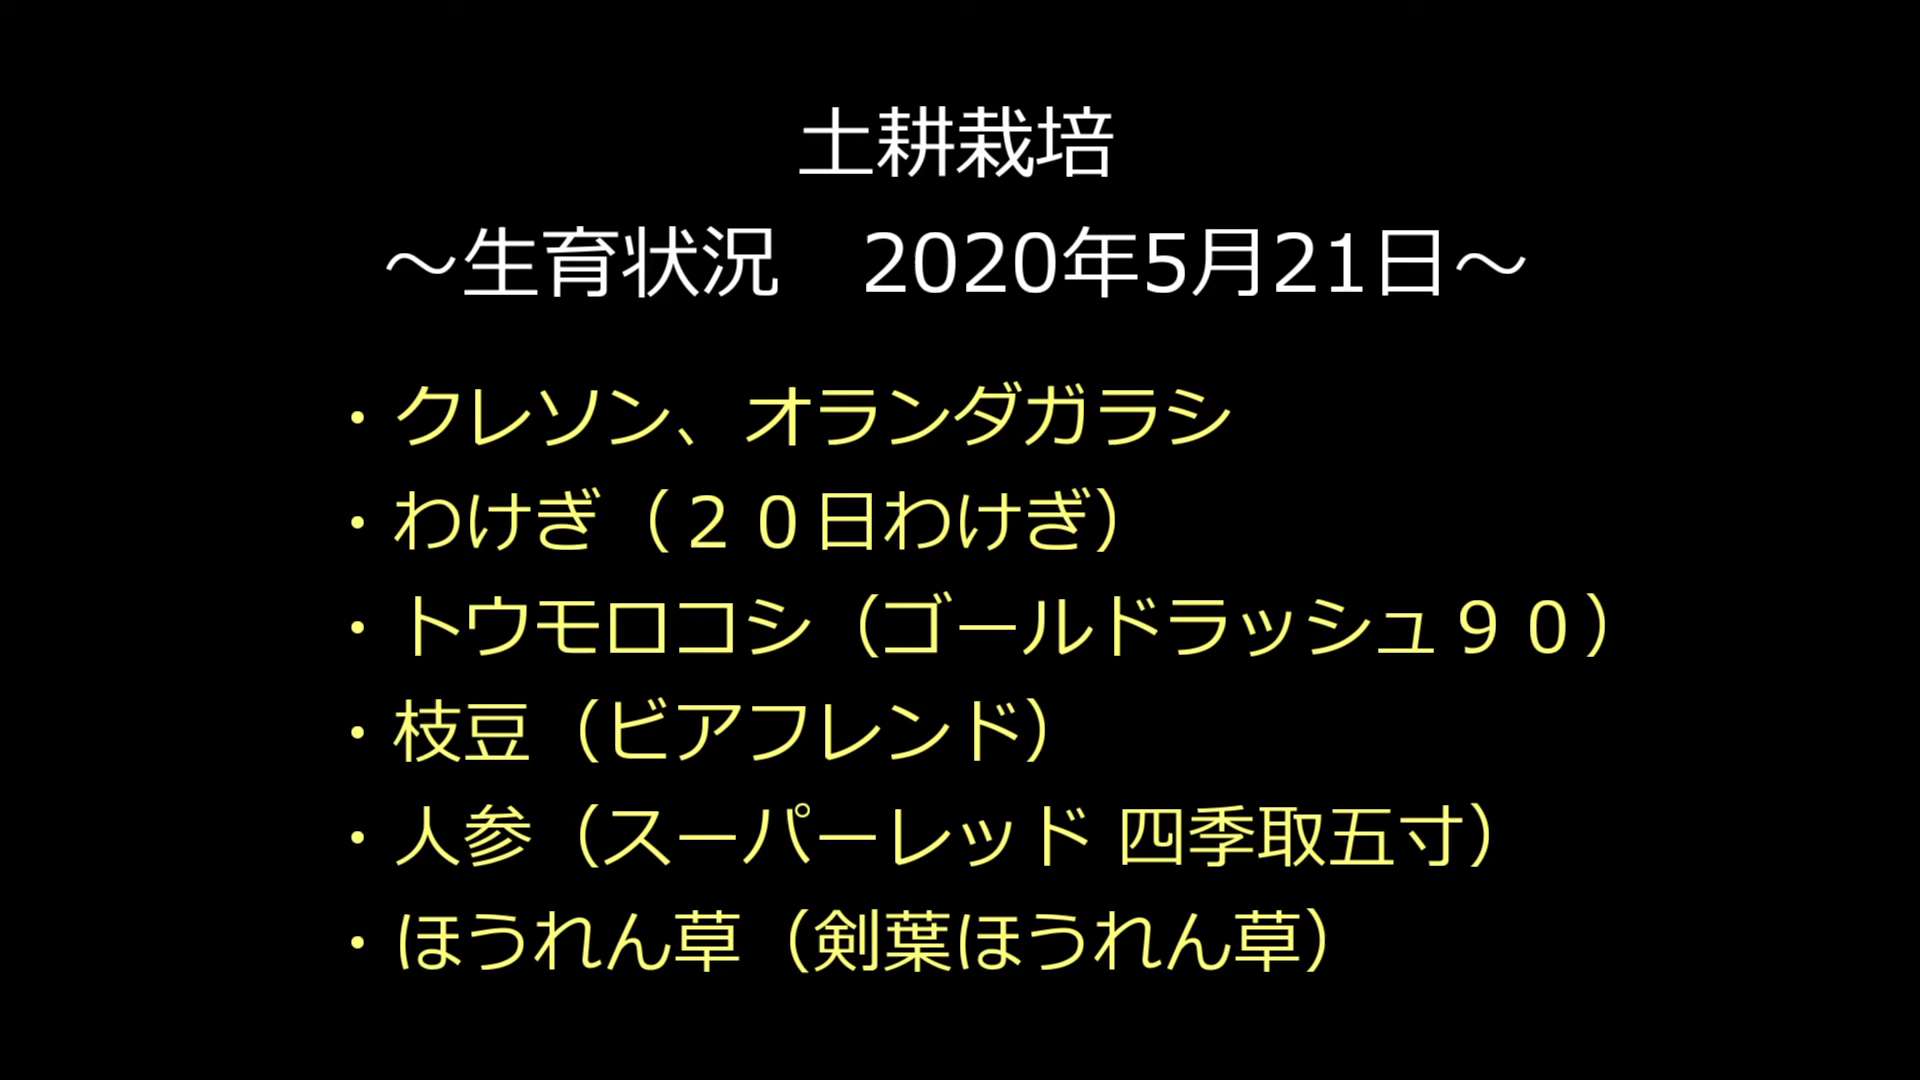 土耕栽培
～生育状況　2020年5月21日～
・クレソン、オランダガラシ
・わけぎ（２０日わけぎ）
・トウモロコシ（ゴールドラッシュ９０）
・枝豆（ビアフレンド）
・人参（スーパーレッド 四季取五寸）
・ほうれん草（剣葉ほうれん草）